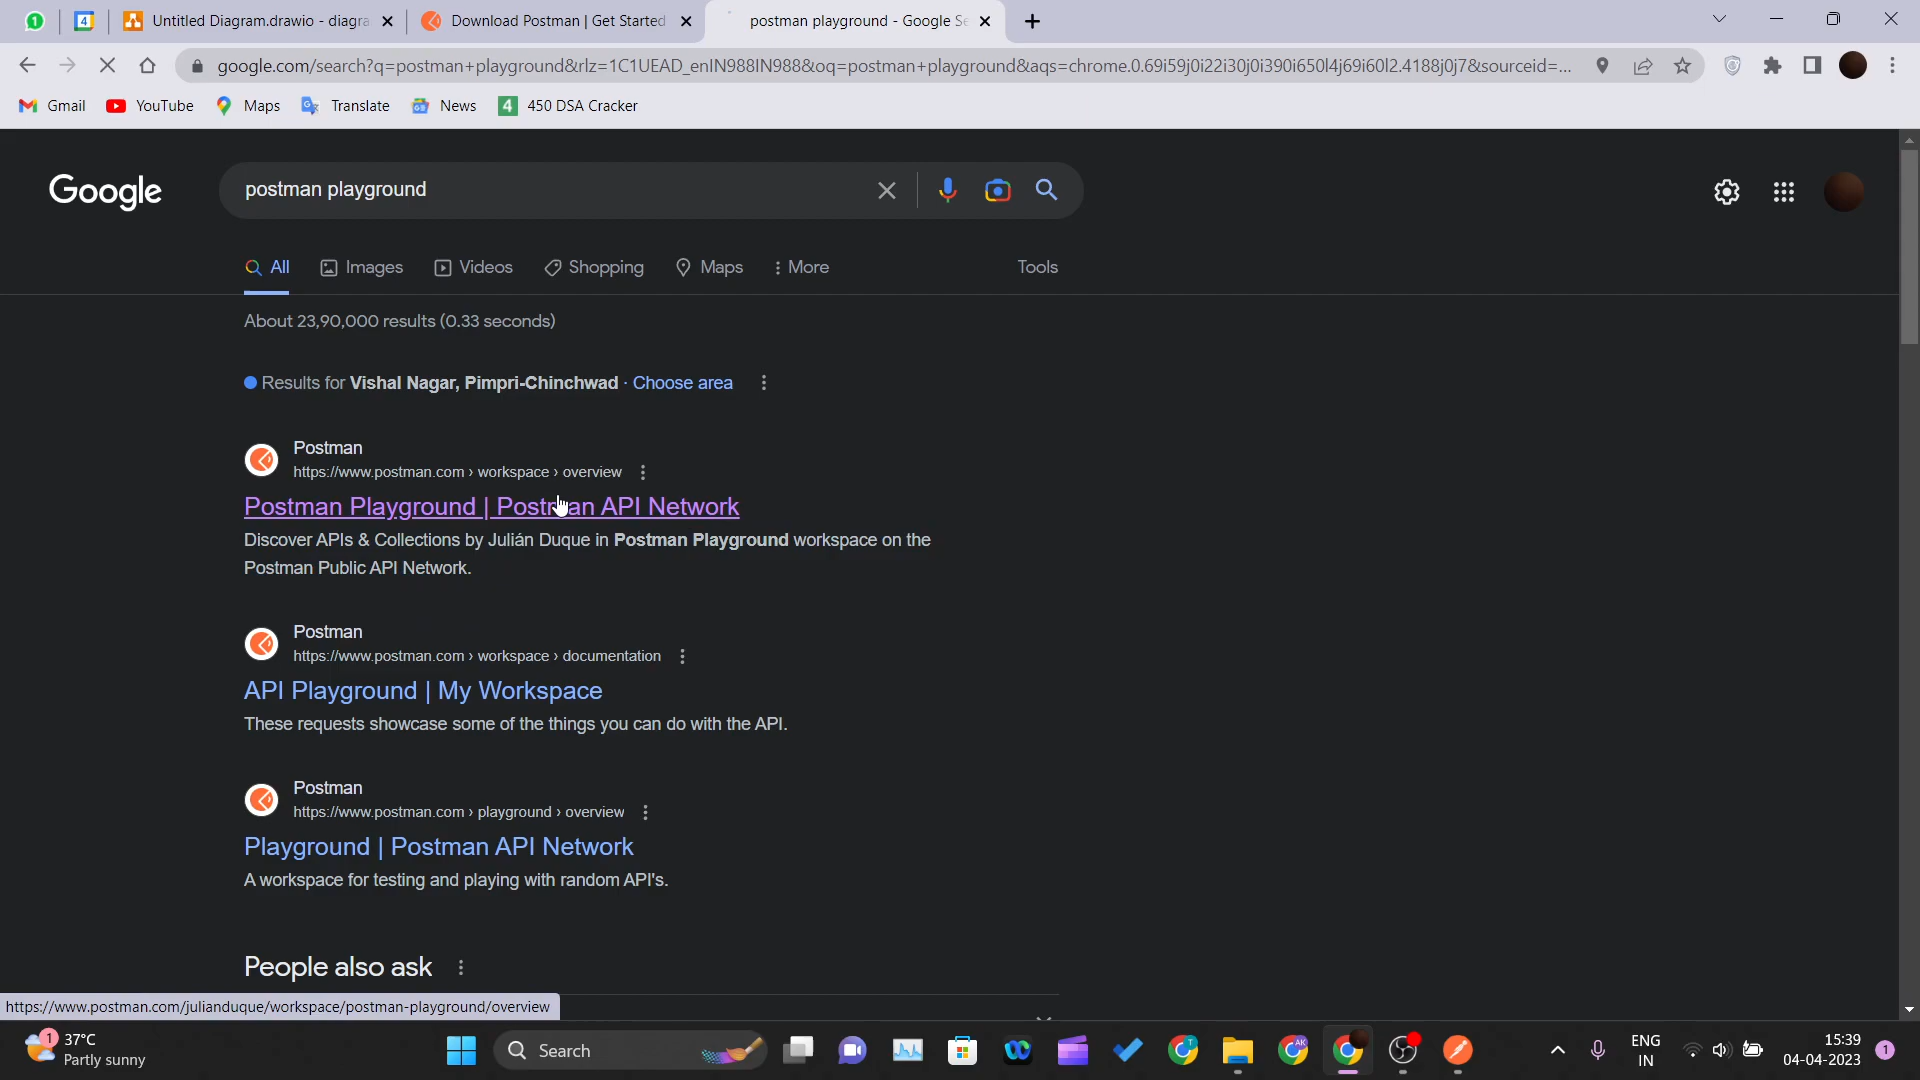 Untitled Diagram.drawio - diagra
Download Postman | Get Started
postman playground - Google Se
google.com/search?q=postman+playground&rlz=1C1UEAD_enIN988IN988&oq=postman+playground&aqs=chrome.0.69i59j0i22i30j0i390i650l4j69i60l2.4188j0j7&sourceid=...
Gmail
YouTube
Maps
Translate
News
4 450 DSA Cracker
Google
postman playground
All
Images
Videos
Shopping
Maps
More
Tools
About 23,90,000 results (0.33 seconds)
Results for Vishal Nagar, Pimpri-Chinchwad · Choose area
Postman
https://www.postman.com › workspace › overview
Postman Playground | Postman API Network
Discover APIs & Collections by Julián Duque in Postman Playground workspace on the
Postman Public API Network.
Postman
https://www.postman.com › workspace › documentation
API Playground | My Workspace
These requests showcase some of the things you can do with the API.
Postman
https://www.postman.com › playground › overview
Playground | Postman API Network
A workspace for testing and playing with random API's.
People also ask
https://www.postman.com/julianduque/workspace/postman-playground/overview
1
37°C
Partly sunny
Search
ENG
IN
15:39
04-04-2023
1